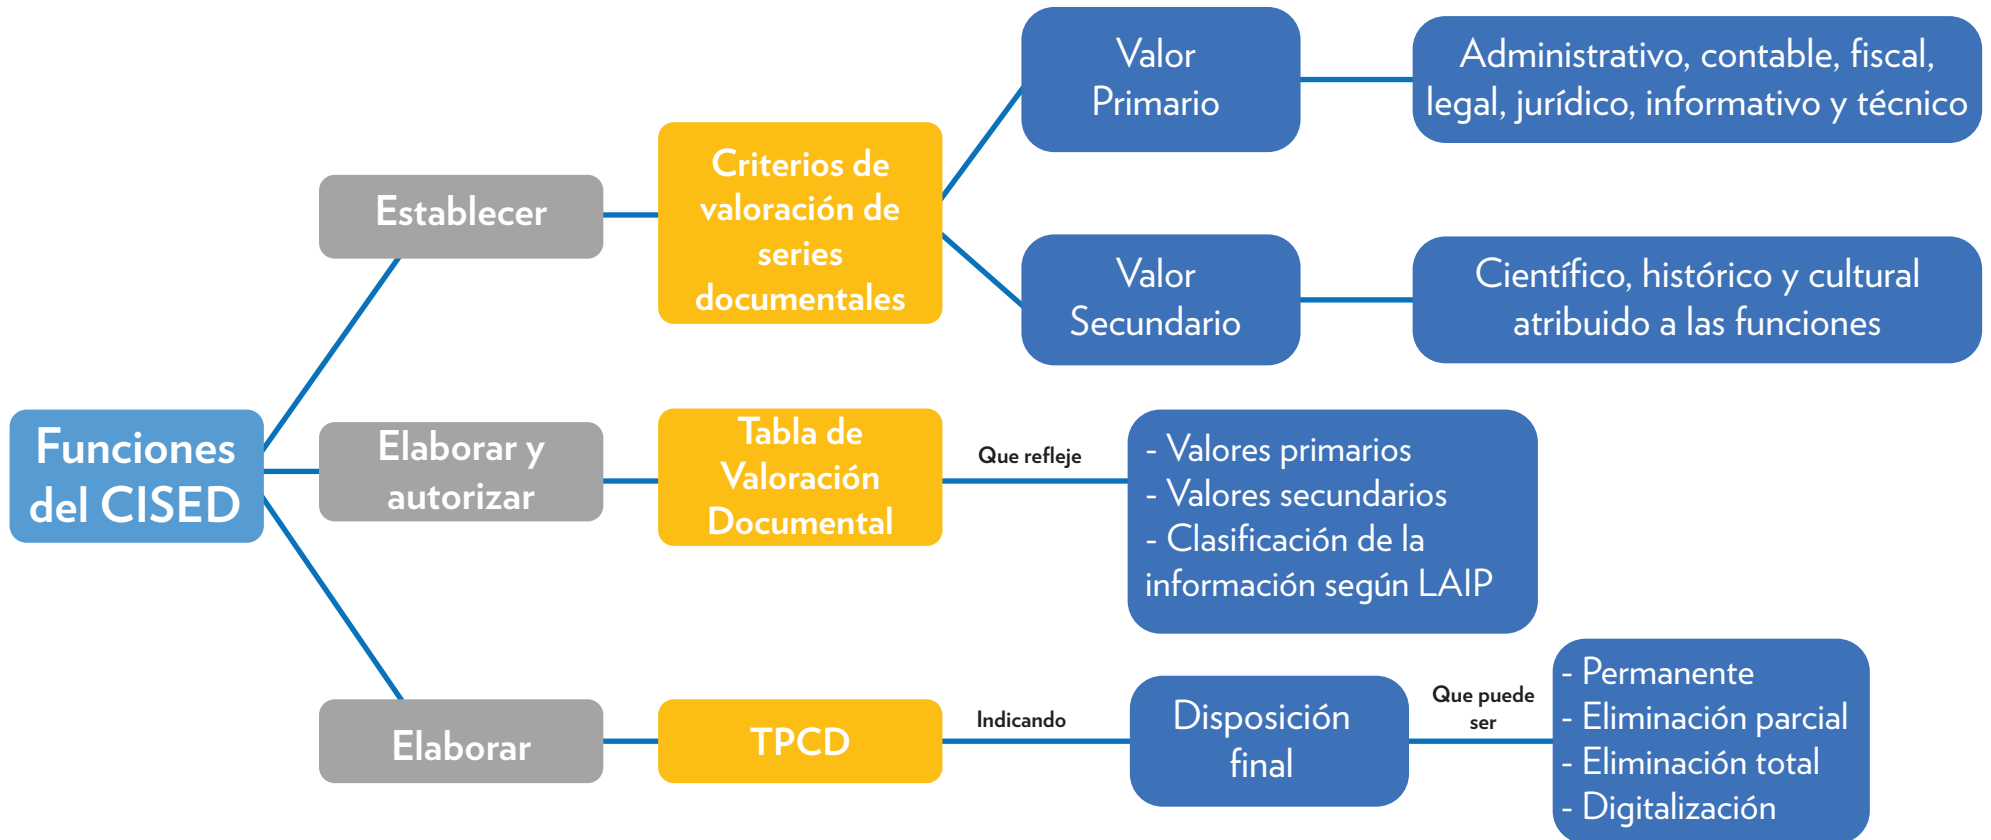 Funciones
del CISED
Establecer
Criterios de
valoración de
series
documentales
Valor
Primario
Administrativo, contable, fiscal,
legal, jurídico, informativo y técnico
Valor
Secundario
Científico, histórico y cultural
atribuido a las funciones
Elaborar y
autorizar
Tabla de
Valoración
Documental
Que refleje
- Valores primarios
- Valores secundarios
- Clasificación de la
información según LAIP
Elaborar
TPCD
Indicando
Disposición
final
Que puede
ser
- Permanente
- Eliminación parcial
- Eliminación total
- Digitalización